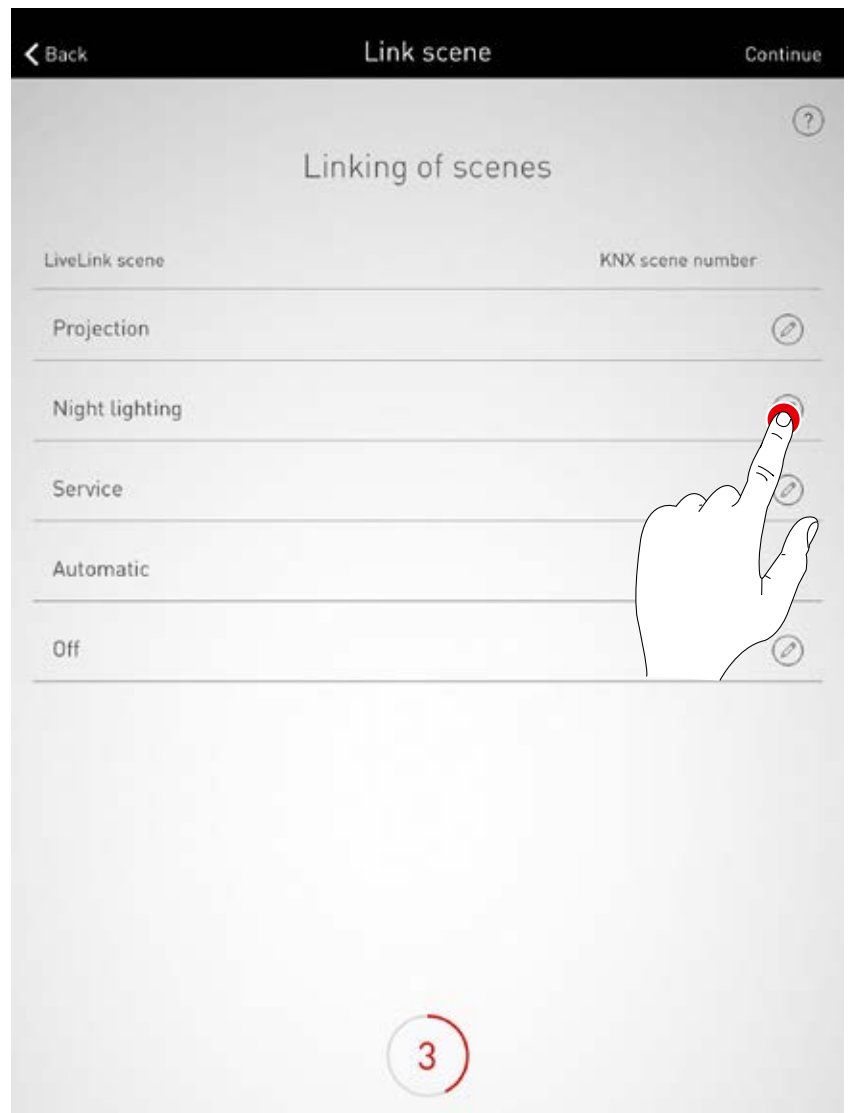 Back Link scene Continue
?
Linking of scenes
LiveLink scene KNX scene number
Projection
Night lighting
Service
Automatic
Off
3